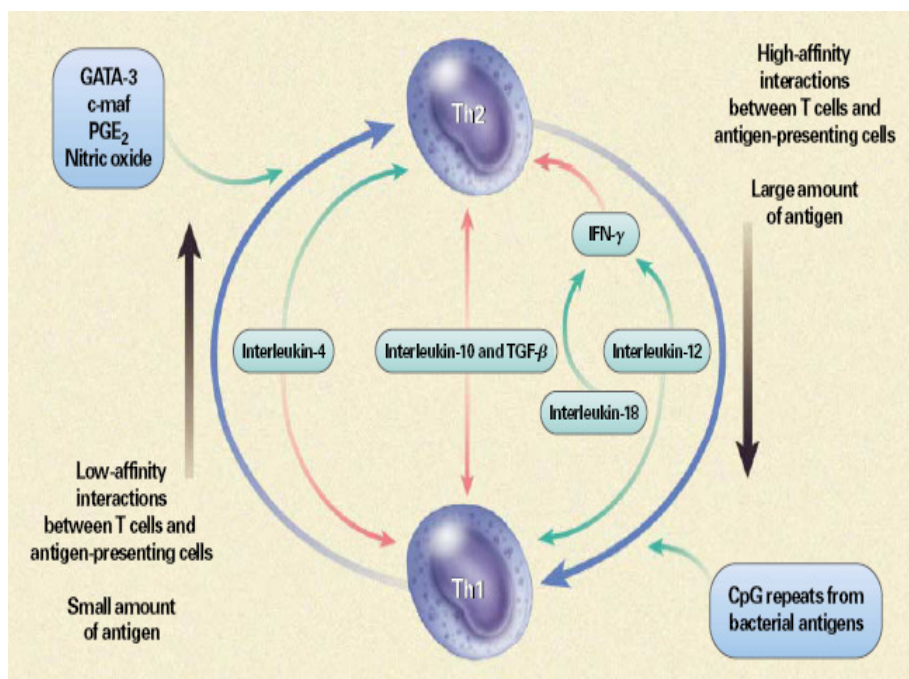 GATA-3
c-maf
PGE₂
Nitric oxide
Th2
High-affinity
interactions
between T cells and
antigen-presenting cells
Large amount
of antigen
IFN-γ
Interleukin-4
Interleukin-10 and TGF-β
Interleukin-12
Interleukin-18
Low-affinity
interactions
between T cells and
antigen-presenting cells
Small amount
of antigen
Th1
CpG repeats from
bacterial antigens